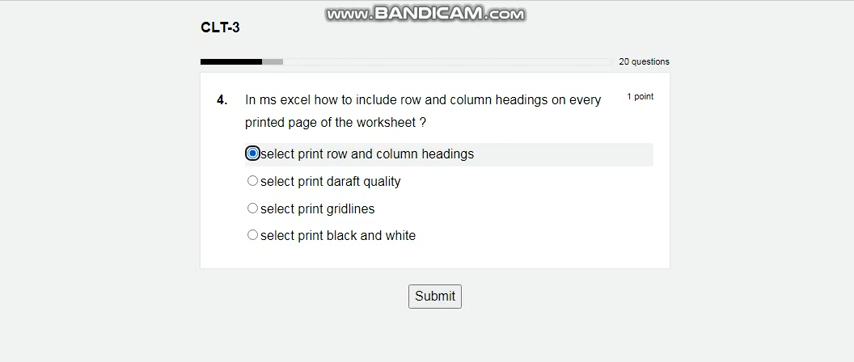 www.BANDICAM.com
CLT-3
20 questions
4. In ms excel how to include row and column headings on every 1 point
printed page of the worksheet ?
select print row and column headings
select print daraft quality
select print gridlines
select print black and white
Submit